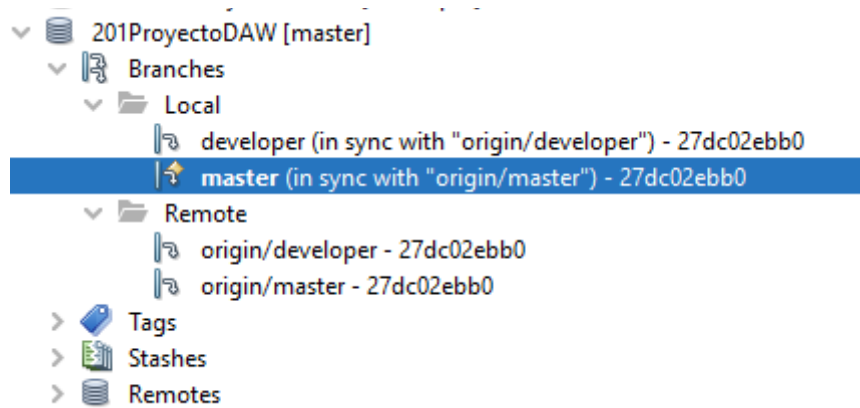 201ProyectoDAW [master]
Branches
Local
developer (in sync with "origin/developer") - 27dc02ebb0
master (in sync with "origin/master") - 27dc02ebb0
Remote
origin/developer - 27dc02ebb0
origin/master - 27dc02ebb0
Tags
Stashes
Remotes